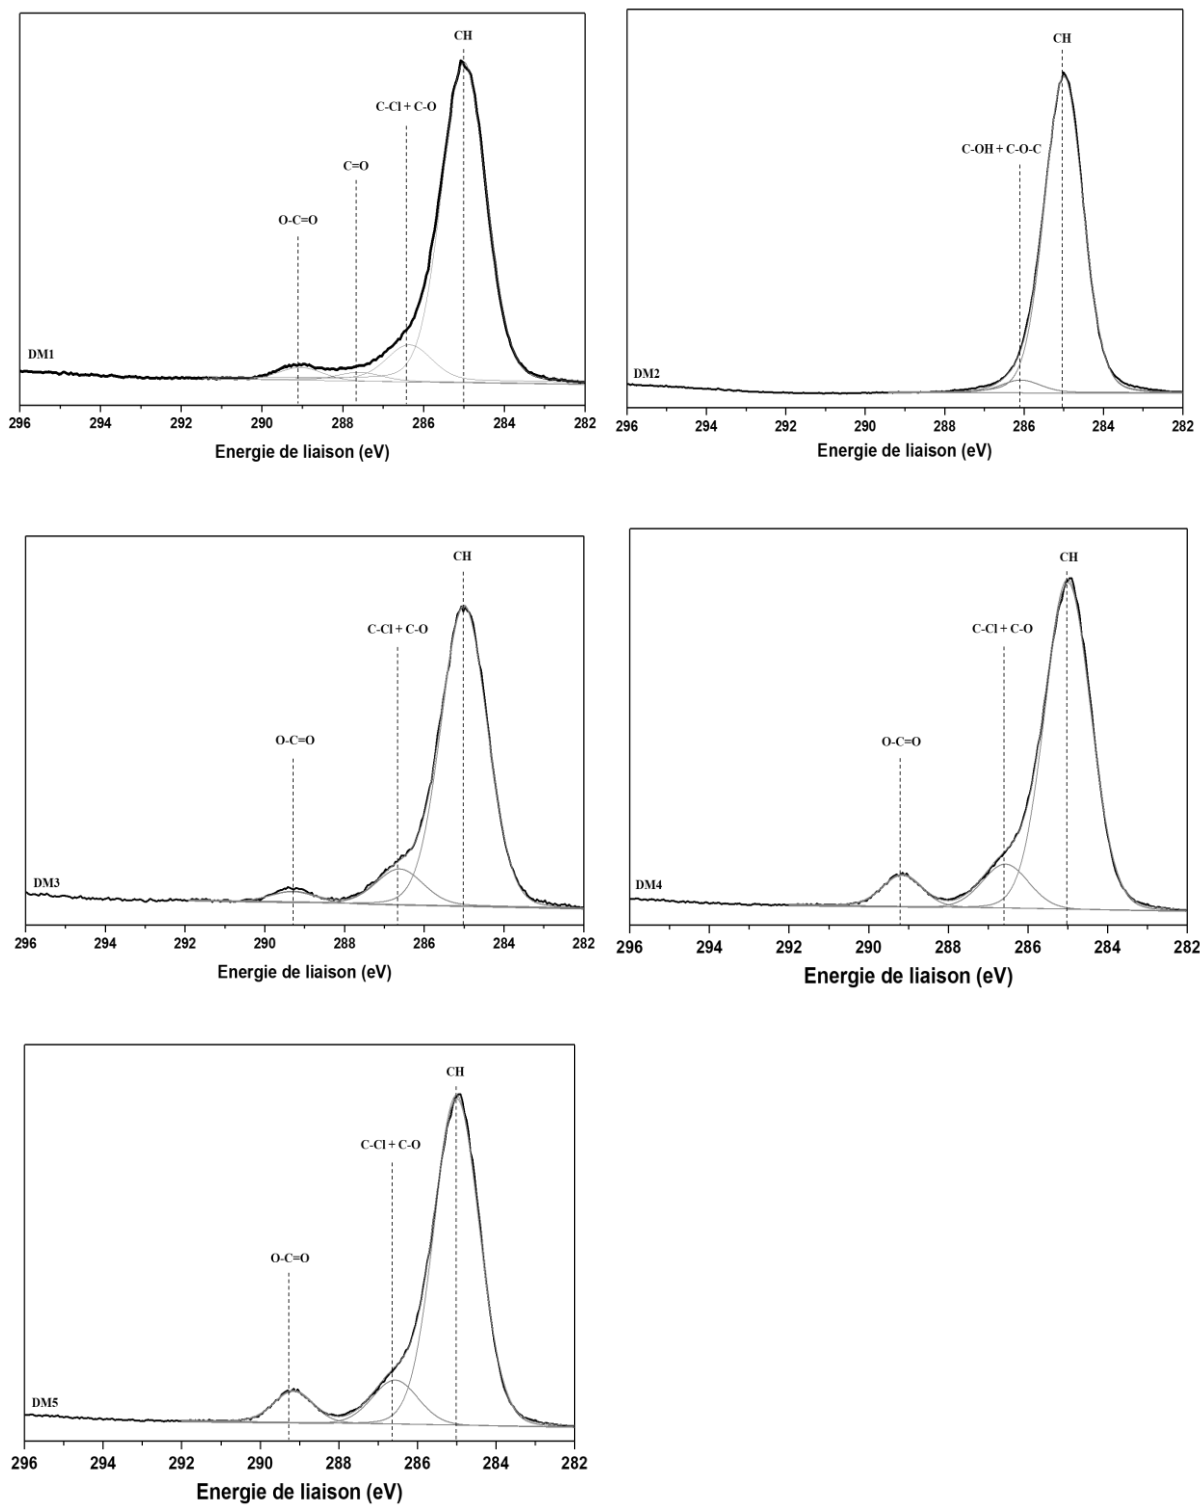 CH
C-Cl + C-O
C=O
O-C=O
DM1
296 294 292 290 288 286 284 282
Energie de liaison (eV)
CH
C-OH + C-O-C
DM2
296 294 292 290 288 286 284 282
Energie de liaison (eV)
CH
C-Cl + C-O
O-C=O
DM3
296 294 292 290 288 286 284 282
Energie de liaison (eV)
CH
C-Cl + C-O
O-C=O
DM4
296 294 292 290 288 286 284 282
Energie de liaison (eV)
CH
C-Cl + C-O
O-C=O
DM5
296 294 292 290 288 286 284 282
Energie de liaison (eV)